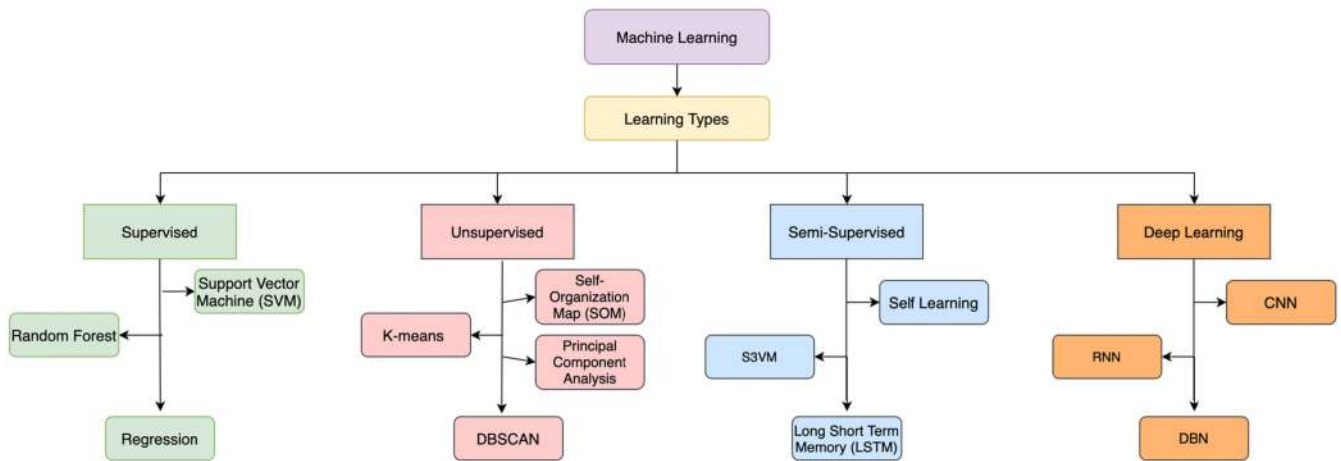 Machine Learning
Learning Types
Supervised
Unsupervised
Semi-Supervised
Deep Learning
Support Vector
Machine (SVM)
Random Forest
Regression
Self-
Organization
Map (SOM)
K-means
Principal
Component
Analysis
DBSCAN
Self Learning
S3VM
Long Short Term
Memory (LSTM)
CNN
RNN
DBN